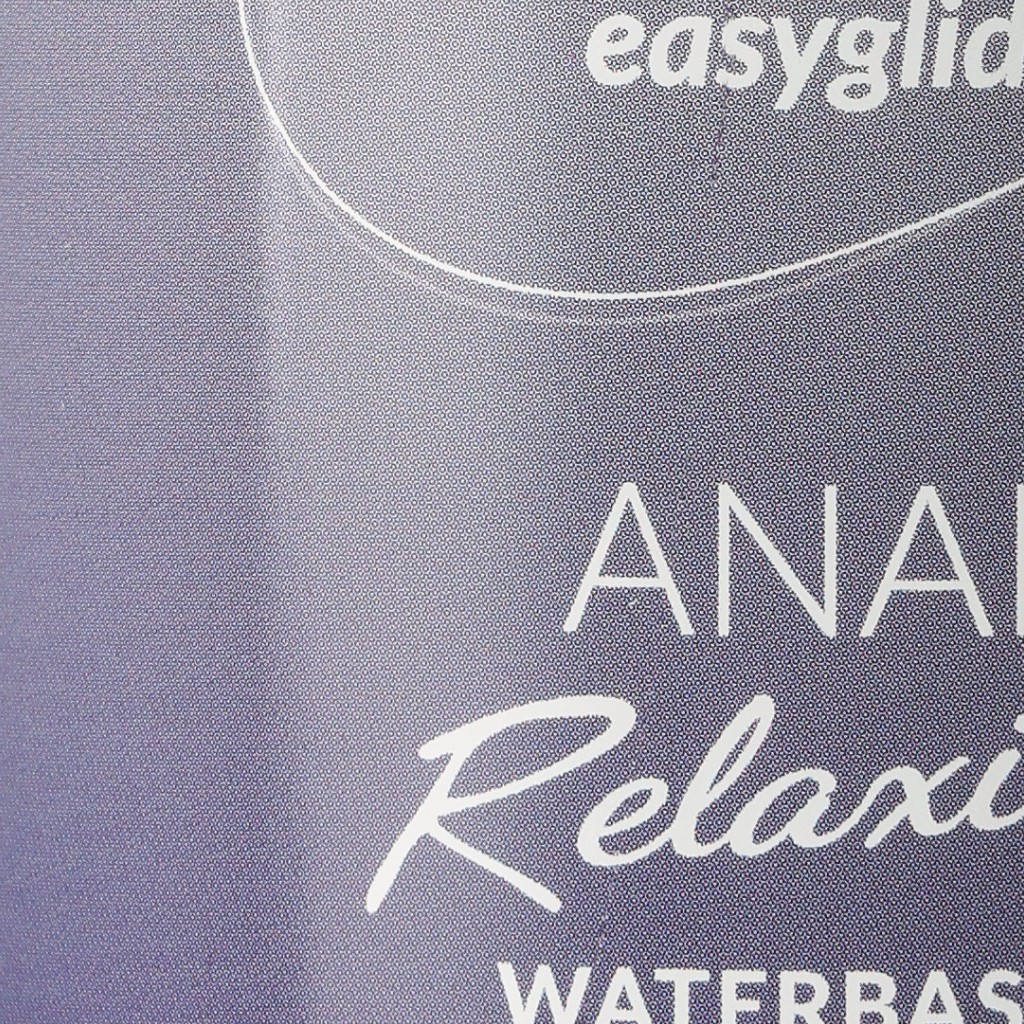 easyglid
ANAL
Relaxi
WATERBAS